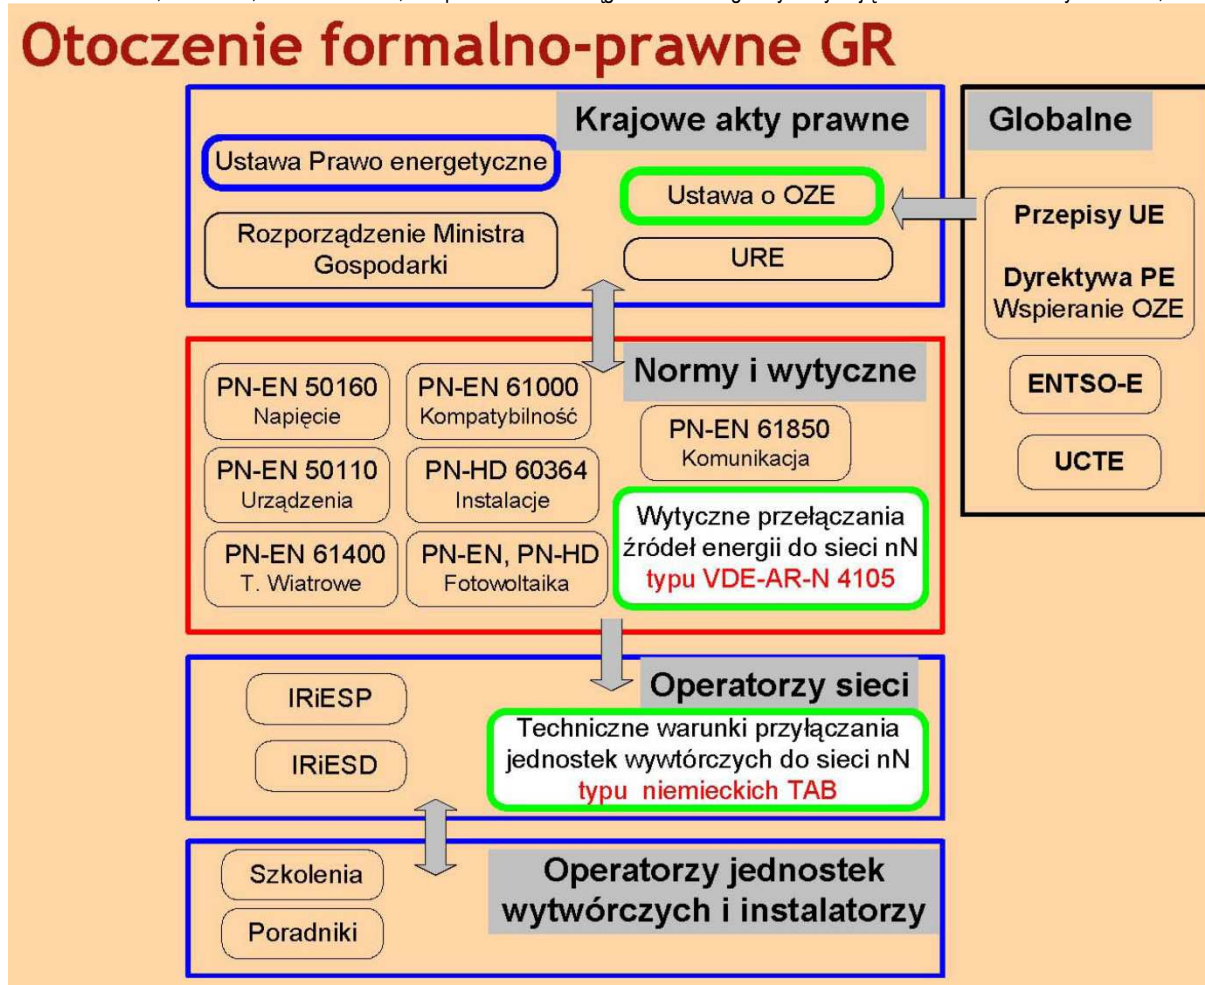 Otoczenie formalno-prawne GR
Krajowe akty prawne
Ustawa Prawo energetyczne
Ustawa o OZE
Rozporządzenie Ministra
Gospodarki
URE
Globalne
Przepisy UE
Dyrektywa PE
Wspieranie OZE
ENTSO-E
UCTE
Normy i wytyczne
PN-EN 50160
Napięcie
PN-EN 61000
Kompatybilność
PN-EN 61850
Komunikacja
PN-EN 50110
Urządzenia
PN-HD 60364
Instalacje
PN-EN 61400
T. Wiatrowe
PN-EN, PN-HD
Fotowoltaika
Wytyczne przełączania
źródeł energii do sieci nN
typu VDE-AR-N 4105
Operatorzy sieci
IRiESP
IRiESD
Techniczne warunki przyłączania
jednostek wywtórczych do sieci nN
typu niemieckich TAB
Szkolenia
Poradniki
Operatorzy jednostek
wytwórczych i instalatorzy